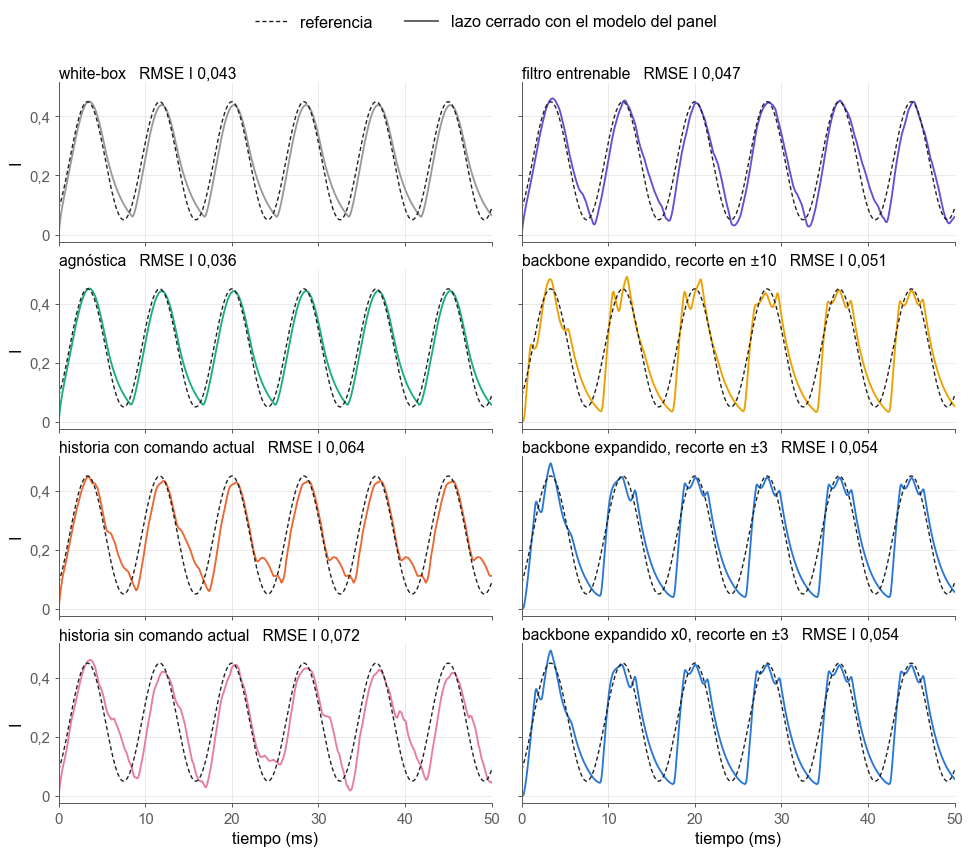 referencia
lazo cerrado con el modelo del panel
white-box RMSE I 0,043
0,4
0,2
0
I
filtro entrenable RMSE I 0,047
agnóstica RMSE I 0,036
0,4
0,2
0
I
backbone expandido, recorte en ±10 RMSE I 0,051
historia con comando actual RMSE I 0,064
0,4
0,2
0
I
backbone expandido, recorte en ±3 RMSE I 0,054
historia sin comando actual RMSE I 0,072
0,4
0,2
0
I
0 10 20 30 40 50
tiempo (ms)
backbone expandido x0, recorte en ±3 RMSE I 0,054
0 10 20 30 40 50
tiempo (ms)